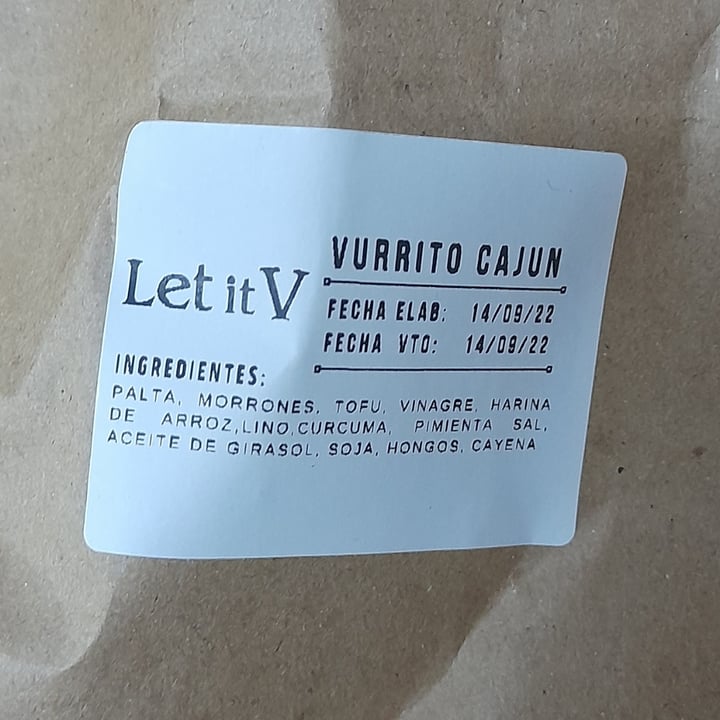 Let it V
VURRITO CAJUN
FECHA ELAB: 14/09/22
FECHA VTO: 14/09/22
INGREDIENTES:
PALTA, MORRONES, TOFU, VINAGRE, HARINA
DE ARROZ,LINO,CURCUMA, PIMIENTA SAL,
ACEITE DE GIRASOL, SOJA, HONGOS, CAYENA